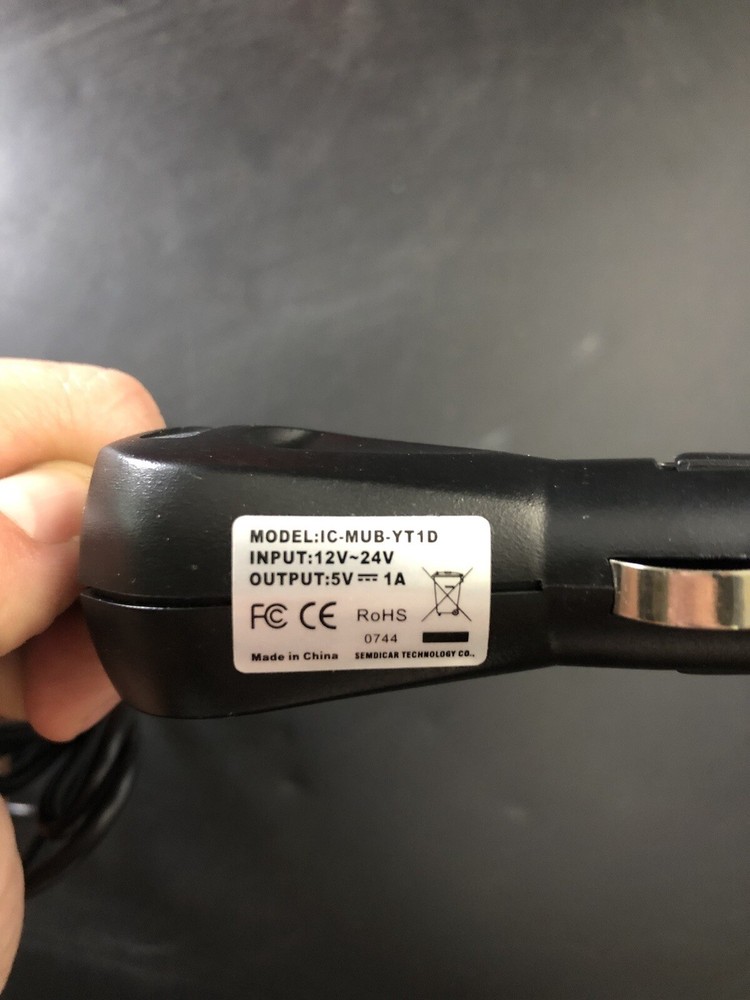 MODEL:IC-MUB-YT1D
INPUT:12V~24V
OUTPUT:5V⎓1A
FC CE RoHS
0744
Made in China SEMDICAR TECHNOLOGY CO.,